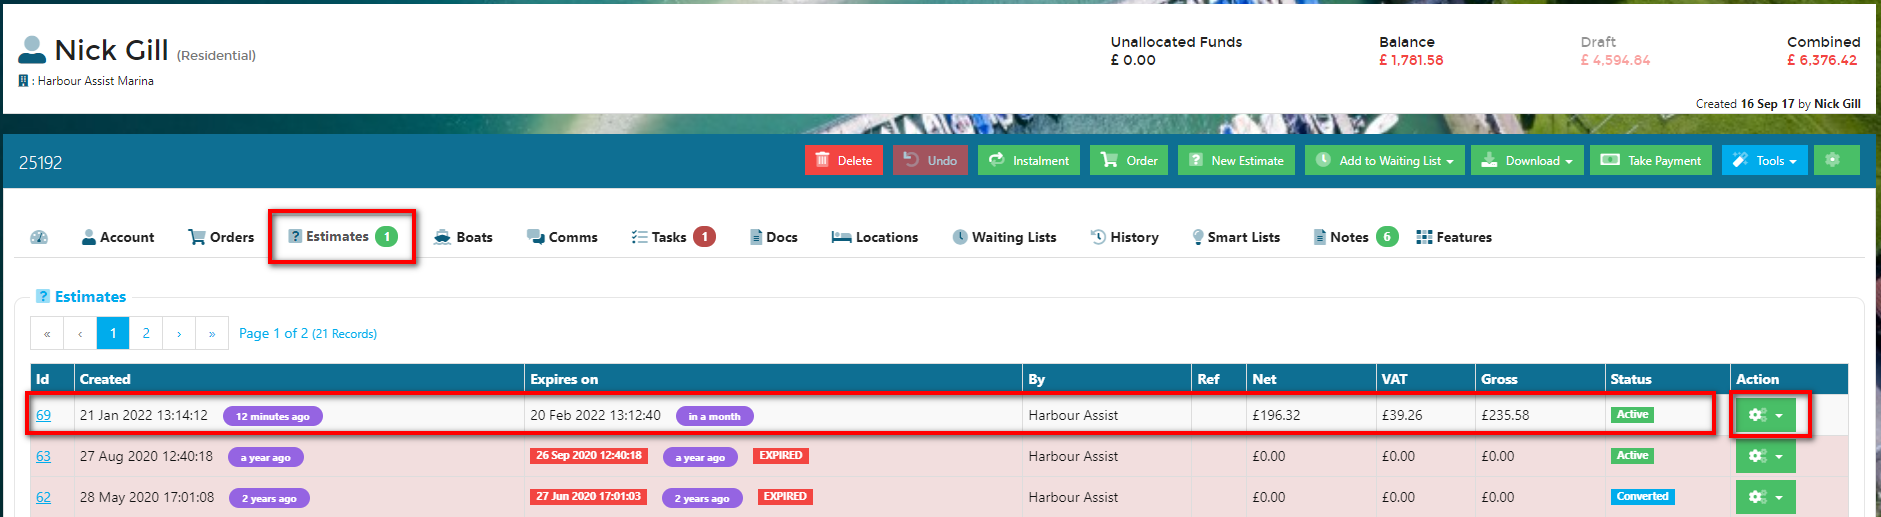 Nick Gill (Residential)
: Harbour Assist Marina
Unallocated Funds Balance Draft Combined
£ 0.00 £ 1,781.58 £ 4,594.84 £ 6,376.42
Created 16 Sep 17 by Nick Gill
25192 Delete Undo Instalment Order New Estimate Add to Waiting List Download Take Payment Tools
Account Orders Estimates 1 Boats Comms Tasks 1 Docs Locations Waiting Lists History Smart Lists Notes 6 Features
Estimates
« ‹ 1 2 › » Page 1 of 2 (21 Records)
Id Created Expires on By Ref Net VAT Gross Status Action
69 21 Jan 2022 13:14:12 12 minutes ago 20 Feb 2022 13:12:40 in a month Harbour Assist £196.32 £39.26 £235.58 Active
63 27 Aug 2020 12:40:18 a year ago 26 Sep 2020 12:40:18 a year ago EXPIRED Harbour Assist £0.00 £0.00 £0.00 Active
62 28 May 2020 17:01:08 2 years ago 27 Jun 2020 17:01:03 2 years ago EXPIRED Harbour Assist £0.00 £0.00 £0.00 Converted